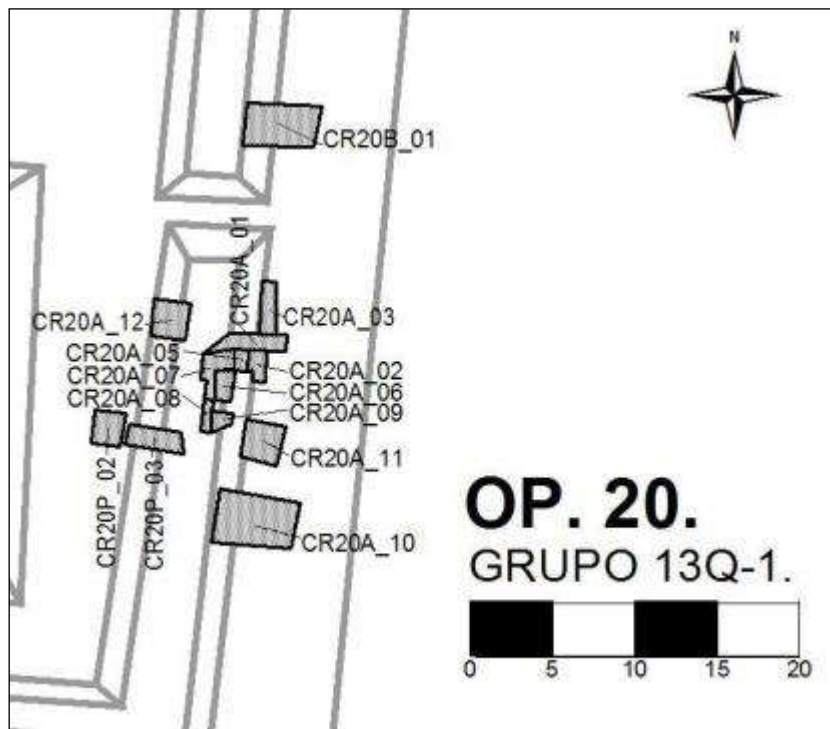 N
CR20B_01
CR20A_01
CR20A_03
CR20A_12
CR20A_05
CR20A_02
CR20A_07
CR20A_06
CR20A_08
CR20A_09
CR20A_11
CR20P_02
CR20P_03
CR20A_10
OP. 20.
GRUPO 13Q-1.
0 5 10 15 20